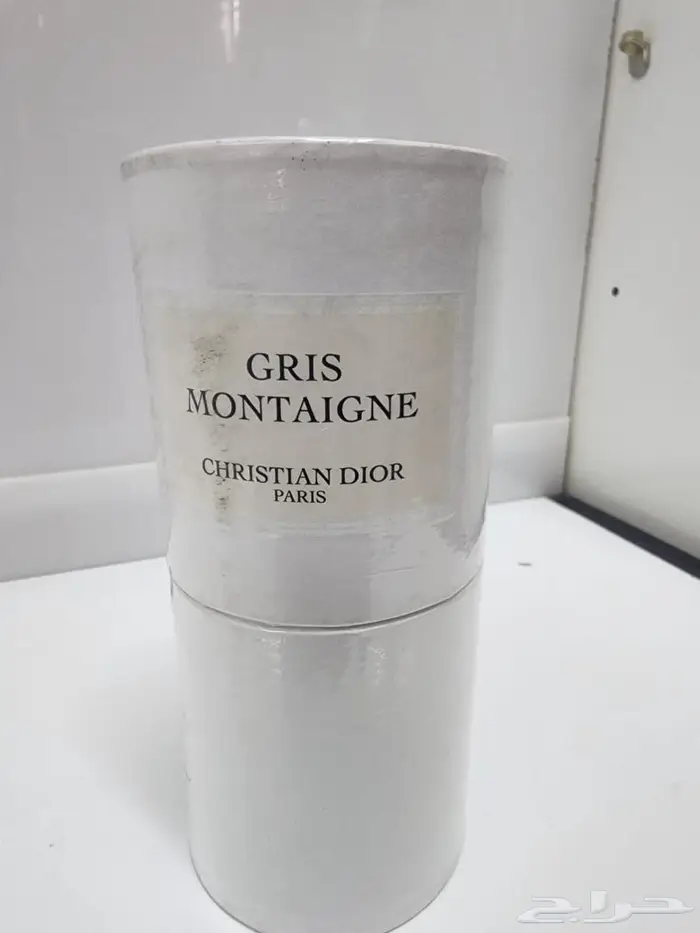 GRIS
MONTAIGNE
CHRISTIAN DIOR
PARIS
حراج